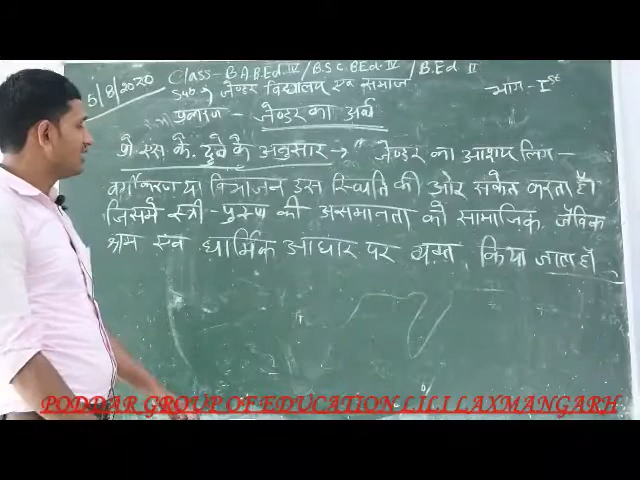 5/8/2020 Class- B.A.B.Ed. IV / B.SC.B.Ed. IV / B.Ed. II
Sub → जेण्डर विद्यालय एवं समाज भाग - I st
प्रकरण - जेण्डर का अर्थ
प्रो. एस. के. दुवे के अनुसार → " जेण्डर का आशय लिंग -
वर्गीकरण या विभाजन इस स्थिति की ओर संकेत करता है।
जिसमें स्त्री - पुरुष की असमानता को सामाजिक, जैविक
श्रम एवं धार्मिक आधार पर व्यक्त, किया जाता है।
PODDAR GROUP OF EDUCATION LILI LAXMANGARH